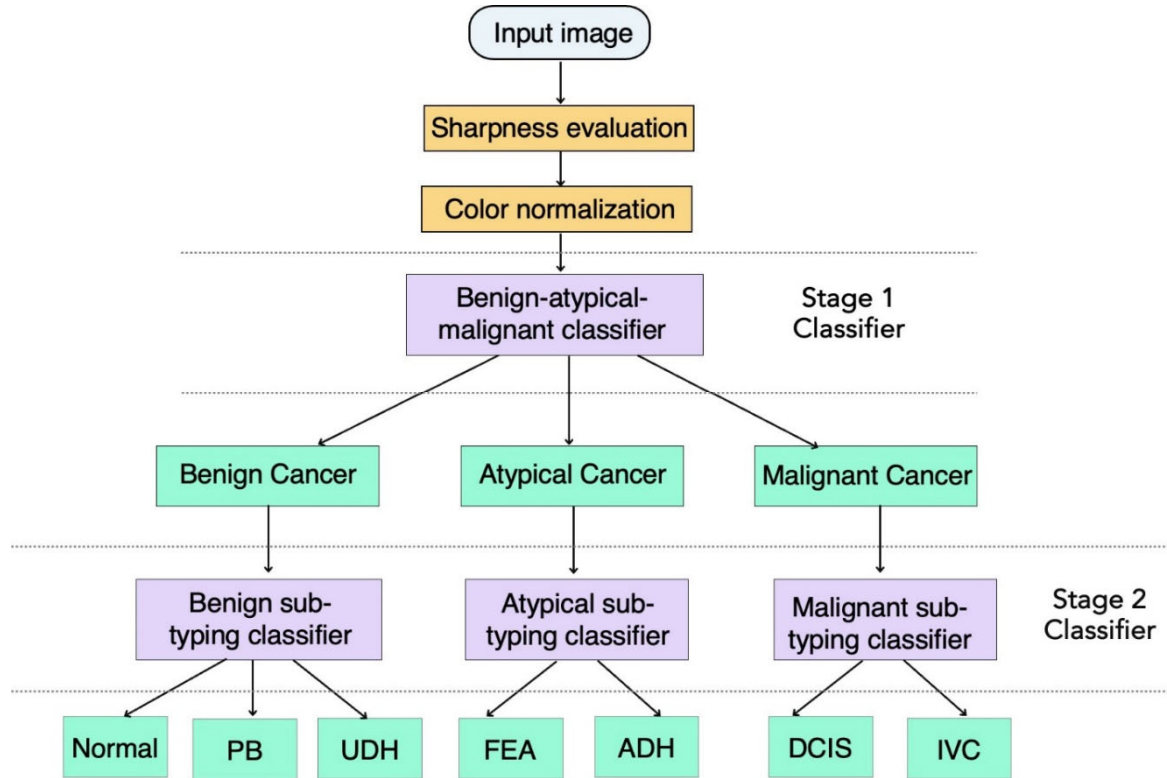 Input image
Sharpness evaluation
Color normalization
Benign-atypical-
malignant classifier
Stage 1
Classifier
Benign Cancer
Atypical Cancer
Malignant Cancer
Benign sub-
typing classifier
Atypical sub-
typing classifier
Malignant sub-
typing classifier
Stage 2
Classifier
Normal
PB
UDH
FEA
ADH
DCIS
IVC